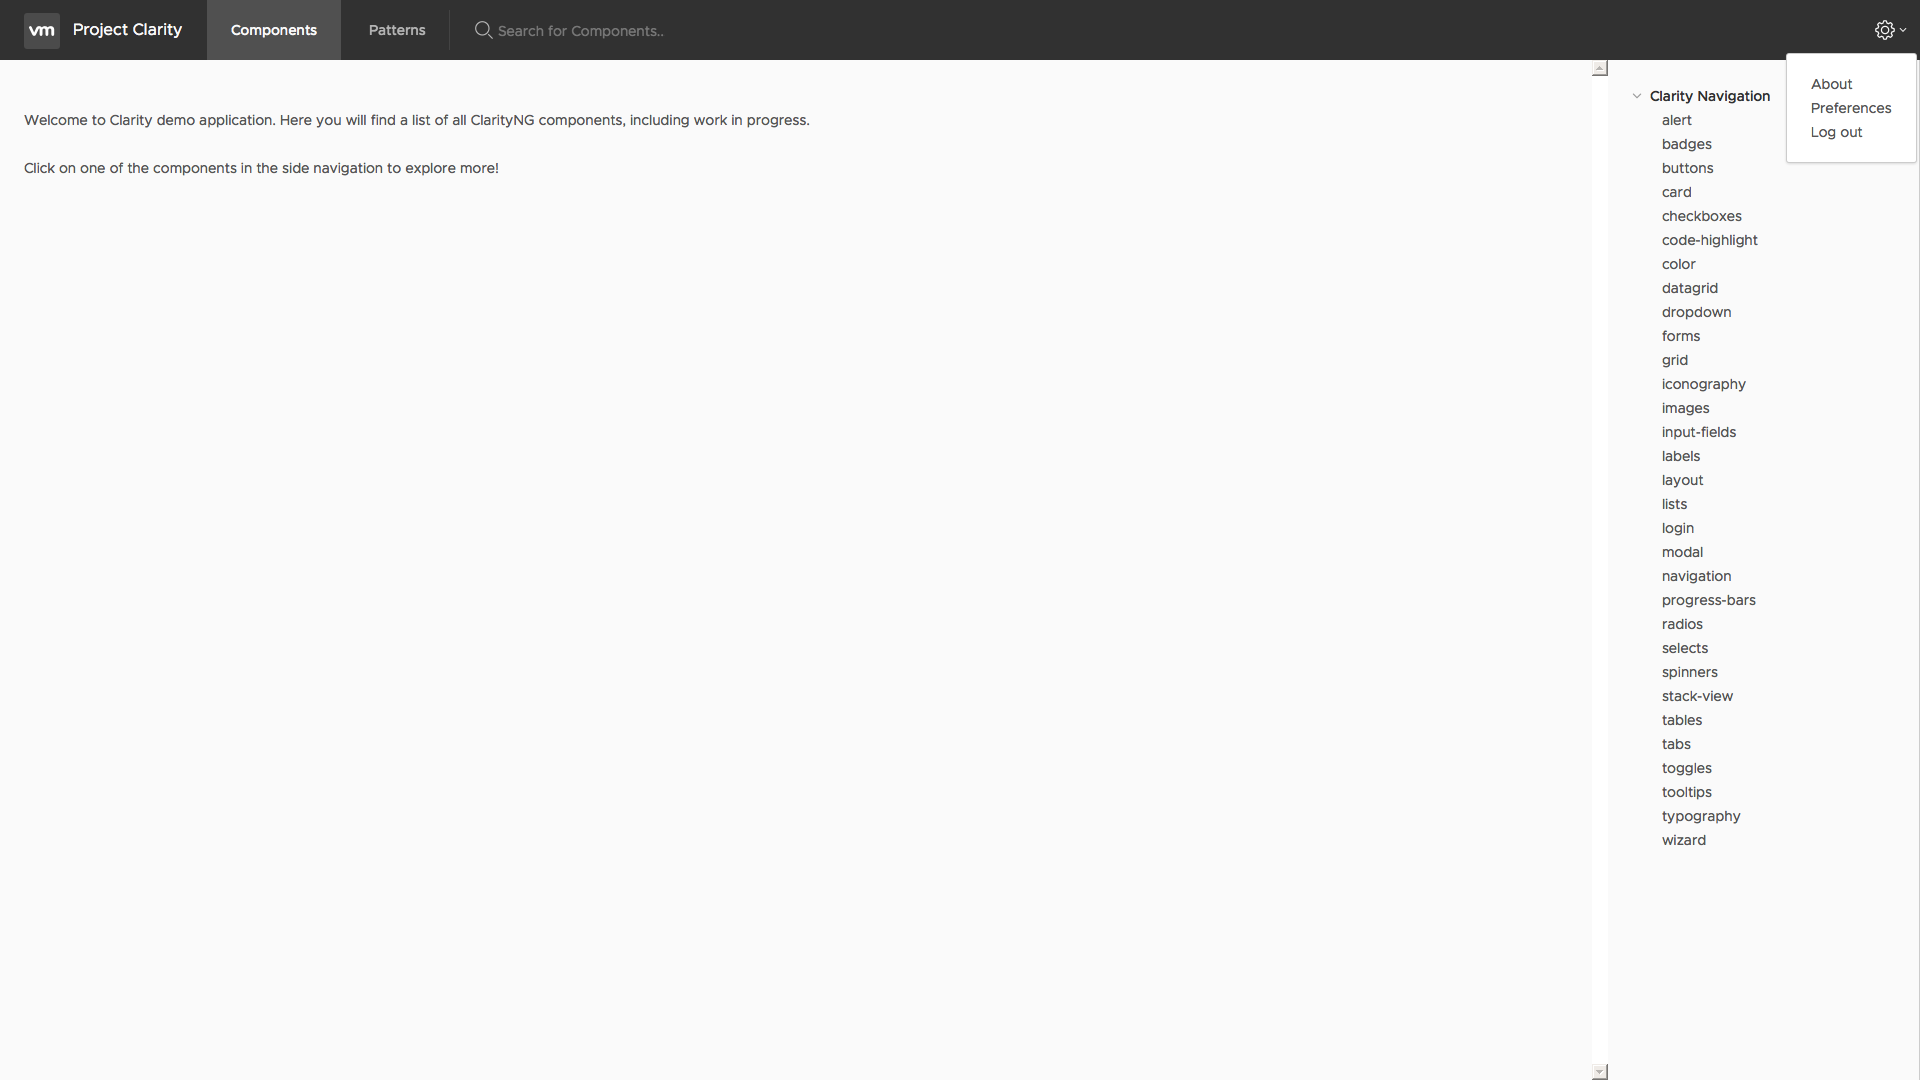 vm Project Clarity Components Patterns Search for Components..
Welcome to Clarity demo application. Here you will find a list of all ClarityNG components, including work in progress.
Click on one of the components in the side navigation to explore more!
Clarity Navigation
alert
badges
buttons
card
checkboxes
code-highlight
color
datagrid
dropdown
forms
grid
iconography
images
input-fields
labels
layout
lists
login
modal
navigation
progress-bars
radios
selects
spinners
stack-view
tables
tabs
toggles
tooltips
typography
wizard
About
Preferences
Log out